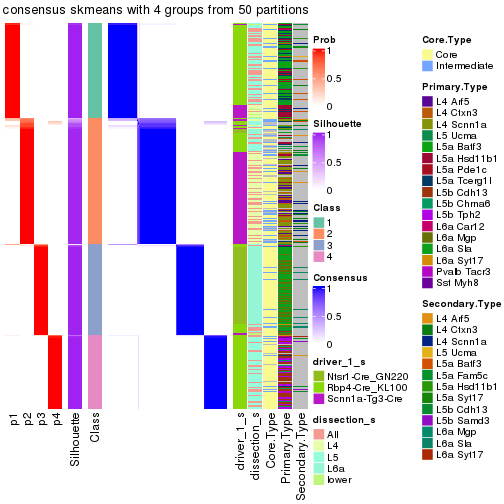 consensus skmeans with 4 groups from 50 partitions
Prob
1
0.5
0
Silhouette
1
0.5
0
Class
1
2
3
4
Consensus
1
0.5
0
driver_1_s
Ntsr1-Cre_GN220
Rbp4-Cre_KL100
Scnn1a-Tg3-Cre
dissection_s
All
L4
L5
L6a
lower
Core.Type
Core
Intermediate
Primary.Type
L4 Arf5
L4 Ctxn3
L4 Scnn1a
L5 Ucma
L5a Batf3
L5a Hsd11b1
L5a Pde1c
L5a Tcerg1l
L5b Cdh13
L5b Chrna6
L5b Tph2
L6a Car12
L6a Mgp
L6a Sla
L6a Syt17
Pvalb Tacr3
Sst Myh8
Secondary.Type
L4 Arf5
L4 Ctxn3
L4 Scnn1a
L5 Ucma
L5a Batf3
L5a Fam5c
L5a Hsd11b1
L5a Syt17
L5b Cdh13
L5b Samd3
L6a Mgp
L6a Sla
L6a Syt17
p1
p2
p3
p4
Silhouette
Class
driver_1_s
dissection_s
Core.Type
Primary.Type
Secondary.Type